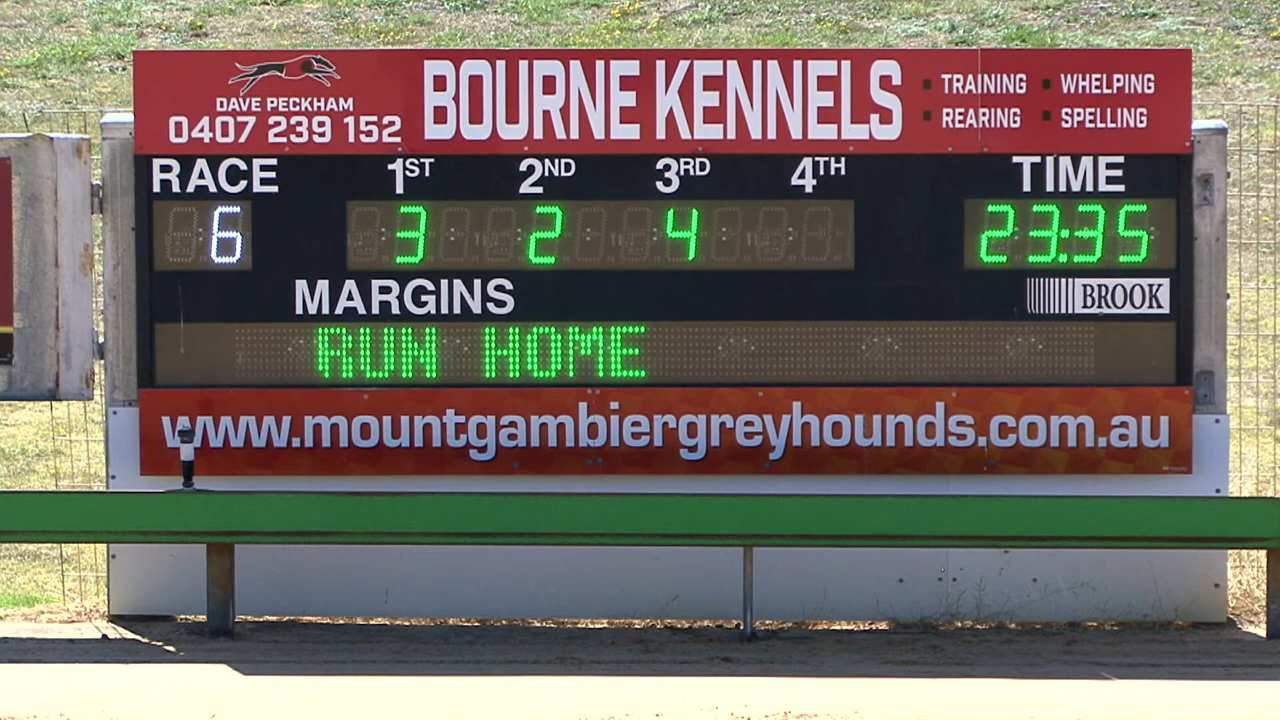 BOURNE KENNELS
DAVE PECKHAM
0407 239 152
TRAINING WHELPING
REARING SPELLING
RACE 1ST 2ND 3RD 4TH TIME
6 3 2 4 23:35
MARGINS BROOK
RUN HOME
www.mountgambiergreyhounds.com.au